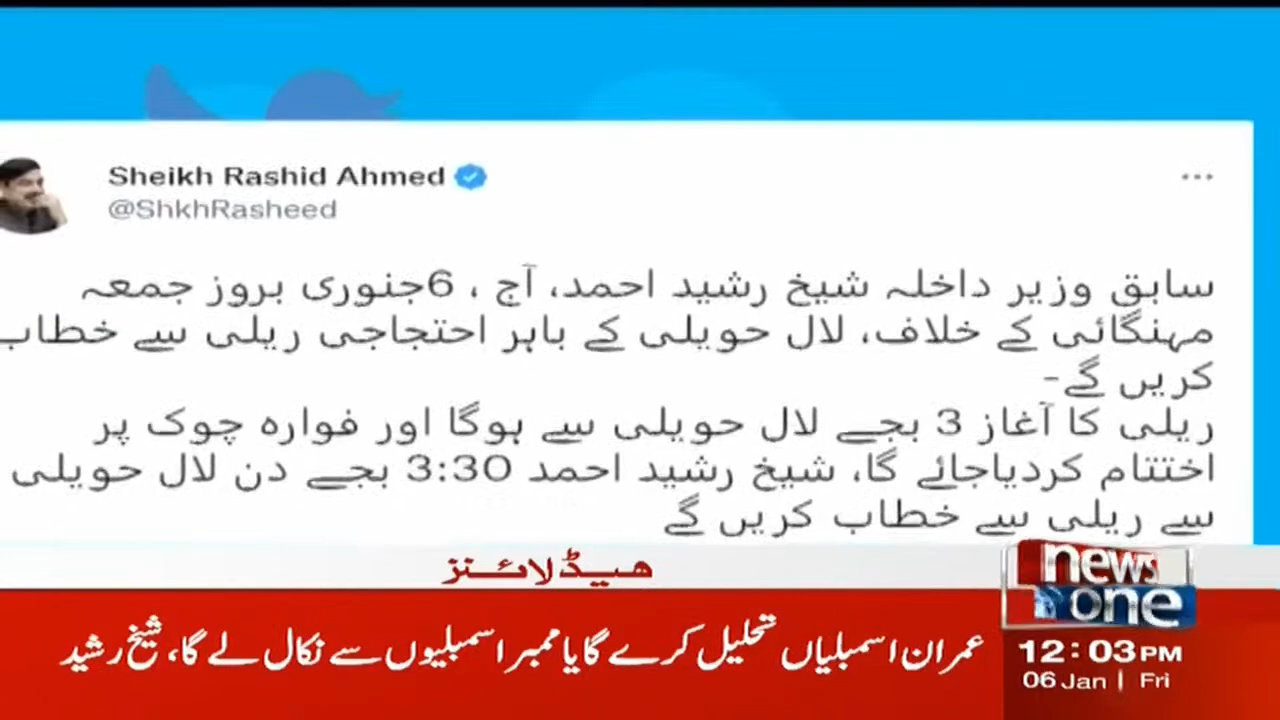 Sheikh Rashid Ahmed
@ShkhRasheed
سابق وزیر داخلہ شیخ رشید احمد، آج ، 6جنوری بروز جمعہ
مہنگائی کے خلاف، لال حویلی کے باہر احتجاجی ریلی سے خطاب
کریں گے-
ریلی کا آغاز 3 بجے لال حویلی سے ہوگا اور فوارہ چوک پر
اختتام کردیاجائے گا، شیخ رشید احمد 3:30 بجے دن لال حویلی
سے ریلی سے خطاب کریں گے
ہیڈلائنز
news
one
عمران اسمبلیاں تحلیل کرے گا یا ممبر اسمبلیوں سے نکال لے گا، شیخ رشید
12:03 PM
06 Jan | Fri